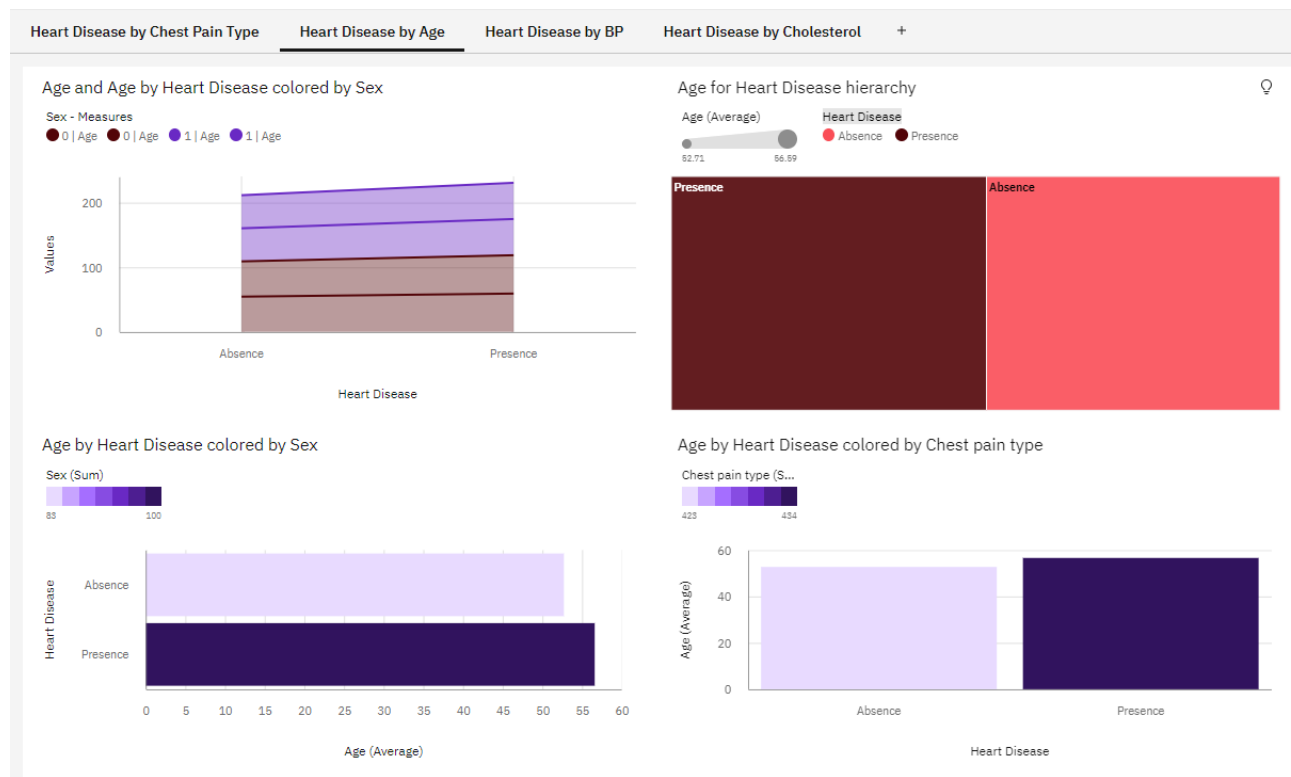 Heart Disease by Chest Pain Type Heart Disease by Age Heart Disease by BP Heart Disease by Cholesterol +
Age and Age by Heart Disease colored by Sex
Sex - Measures
0 | Age 0 | Age 1 | Age 1 | Age
200
100
0
Values
Absence Presence
Heart Disease
Age for Heart Disease hierarchy
Age (Average) Heart Disease
Absence Presence
52.71 56.59
Presence Absence
Age by Heart Disease colored by Sex
Sex (Sum)
83 100
Heart Disease
Absence
Presence
0 5 10 15 20 25 30 35 40 45 50 55 60
Age (Average)
Age by Heart Disease colored by Chest pain type
Chest pain type (S...
423 434
60
40
20
0
Age (Average)
Absence Presence
Heart Disease